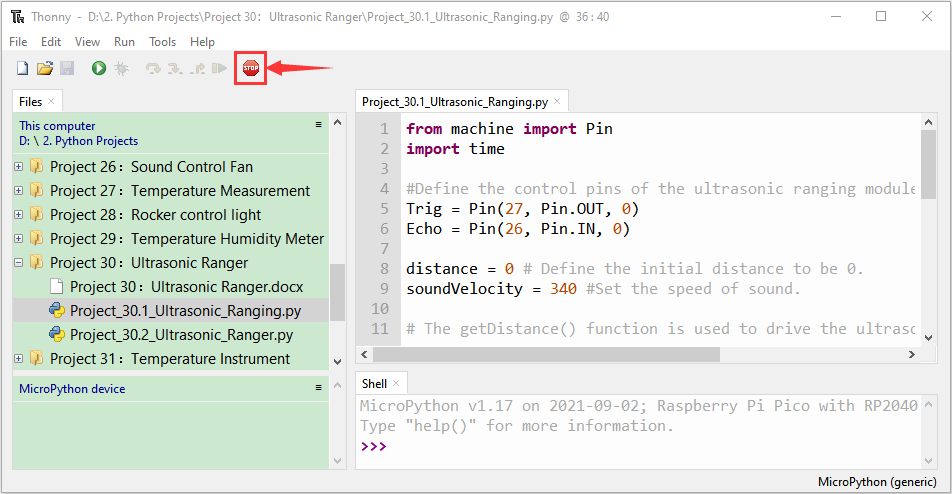 Thonny - D:\2. Python Projects\Project 30：Ultrasonic Ranger\Project_30.1_Ultrasonic_Ranging.py @ 36:40
File Edit View Run Tools Help
STOP
Files
This computer
D: \ 2. Python Projects
Project 26：Sound Control Fan
Project 27：Temperature Measurement
Project 28：Rocker control light
Project 29：Temperature Humidity Meter
Project 30：Ultrasonic Ranger
Project 30：Ultrasonic Ranger.docx
Project_30.1_Ultrasonic_Ranging.py
Project_30.2_Ultrasonic_Ranger.py
Project 31：Temperature Instrument
MicroPython device
Project_30.1_Ultrasonic_Ranging.py
1 from machine import Pin
2 import time
3
4 #Define the control pins of the ultrasonic ranging module
5 Trig = Pin(27, Pin.OUT, 0)
6 Echo = Pin(26, Pin.IN, 0)
7
8 distance = 0 # Define the initial distance to be 0.
9 soundVelocity = 340 #Set the speed of sound.
10
11 # The getDistance() function is used to drive the ultraso
Shell
MicroPython v1.17 on 2021-09-02; Raspberry Pi Pico with RP2040
Type "help()" for more information.
>>>
MicroPython (generic)